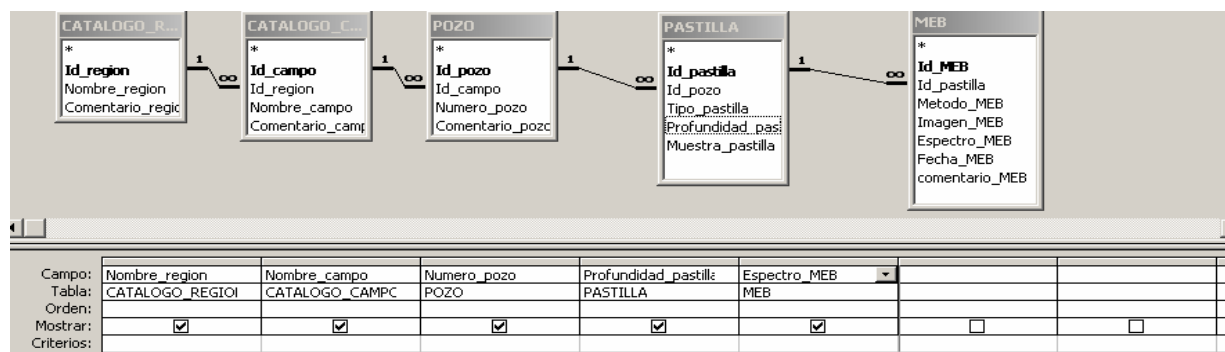 CATALOGO_R...
*
Id_region
Nombre_region
Comentario_regic
1
∞
CATALOGO_C...
*
Id_campo
Id_region
Nombre_campo
Comentario_camp
1
∞
POZO
*
Id_pozo
Id_campo
Numero_pozo
Comentario_pozo
1
∞
PASTILLA
*
Id_pastilla
Id_pozo
Tipo_pastilla
Profundidad_pas
Muestra_pastilla
1
∞
MEB
*
Id_MEB
Id_pastilla
Metodo_MEB
Imagen_MEB
Espectro_MEB
Fecha_MEB
comentario_MEB
Campo: Nombre_region Nombre_campo Numero_pozo Profundidad_pastilla Espectro_MEB
Tabla: CATALOGO_REGIOI CATALOGO_CAMPC POZO PASTILLA MEB
Orden:
Mostrar:
Criterios: